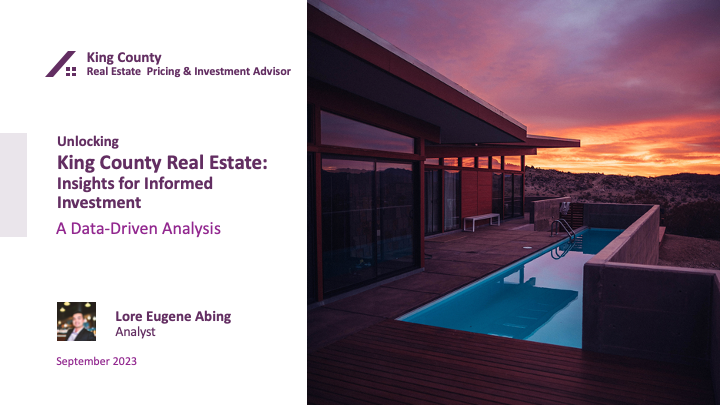 King County
Real Estate Pricing & Investment Advisor
Unlocking
King County Real Estate:
Insights for Informed
Investment
A Data-Driven Analysis
Lore Eugene Abing
Analyst
September 2023